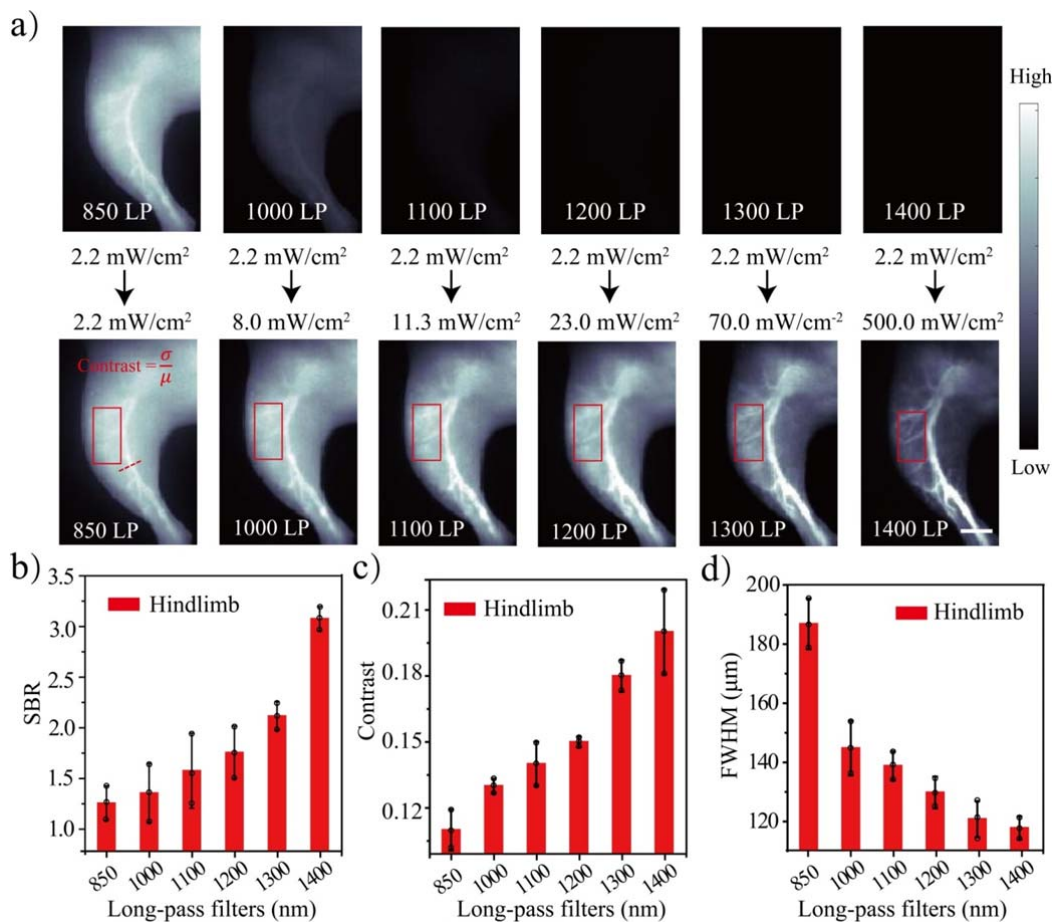 a)
850 LP
1000 LP
1100 LP
1200 LP
1300 LP
1400 LP
High
Low
2.2 mW/cm²
2.2 mW/cm²
2.2 mW/cm²
2.2 mW/cm²
2.2 mW/cm²
2.2 mW/cm²
2.2 mW/cm²
8.0 mW/cm²
11.3 mW/cm²
23.0 mW/cm²
70.0 mW/cm⁻²
500.0 mW/cm²
Contrast = σ/μ
850 LP
1000 LP
1100 LP
1200 LP
1300 LP
1400 LP
b)
3.5
3.0
2.5
2.0
1.5
1.0
SBR
Hindlimb
850
1000
1100
1200
1300
1400
Long-pass filters (nm)
c)
0.21
0.18
0.15
0.12
Contrast
Hindlimb
850
1000
1100
1200
1300
1400
Long-pass filters (nm)
d)
200
180
160
140
120
FWHM (μm)
Hindlimb
850
1000
1100
1200
1300
1400
Long-pass filters (nm)